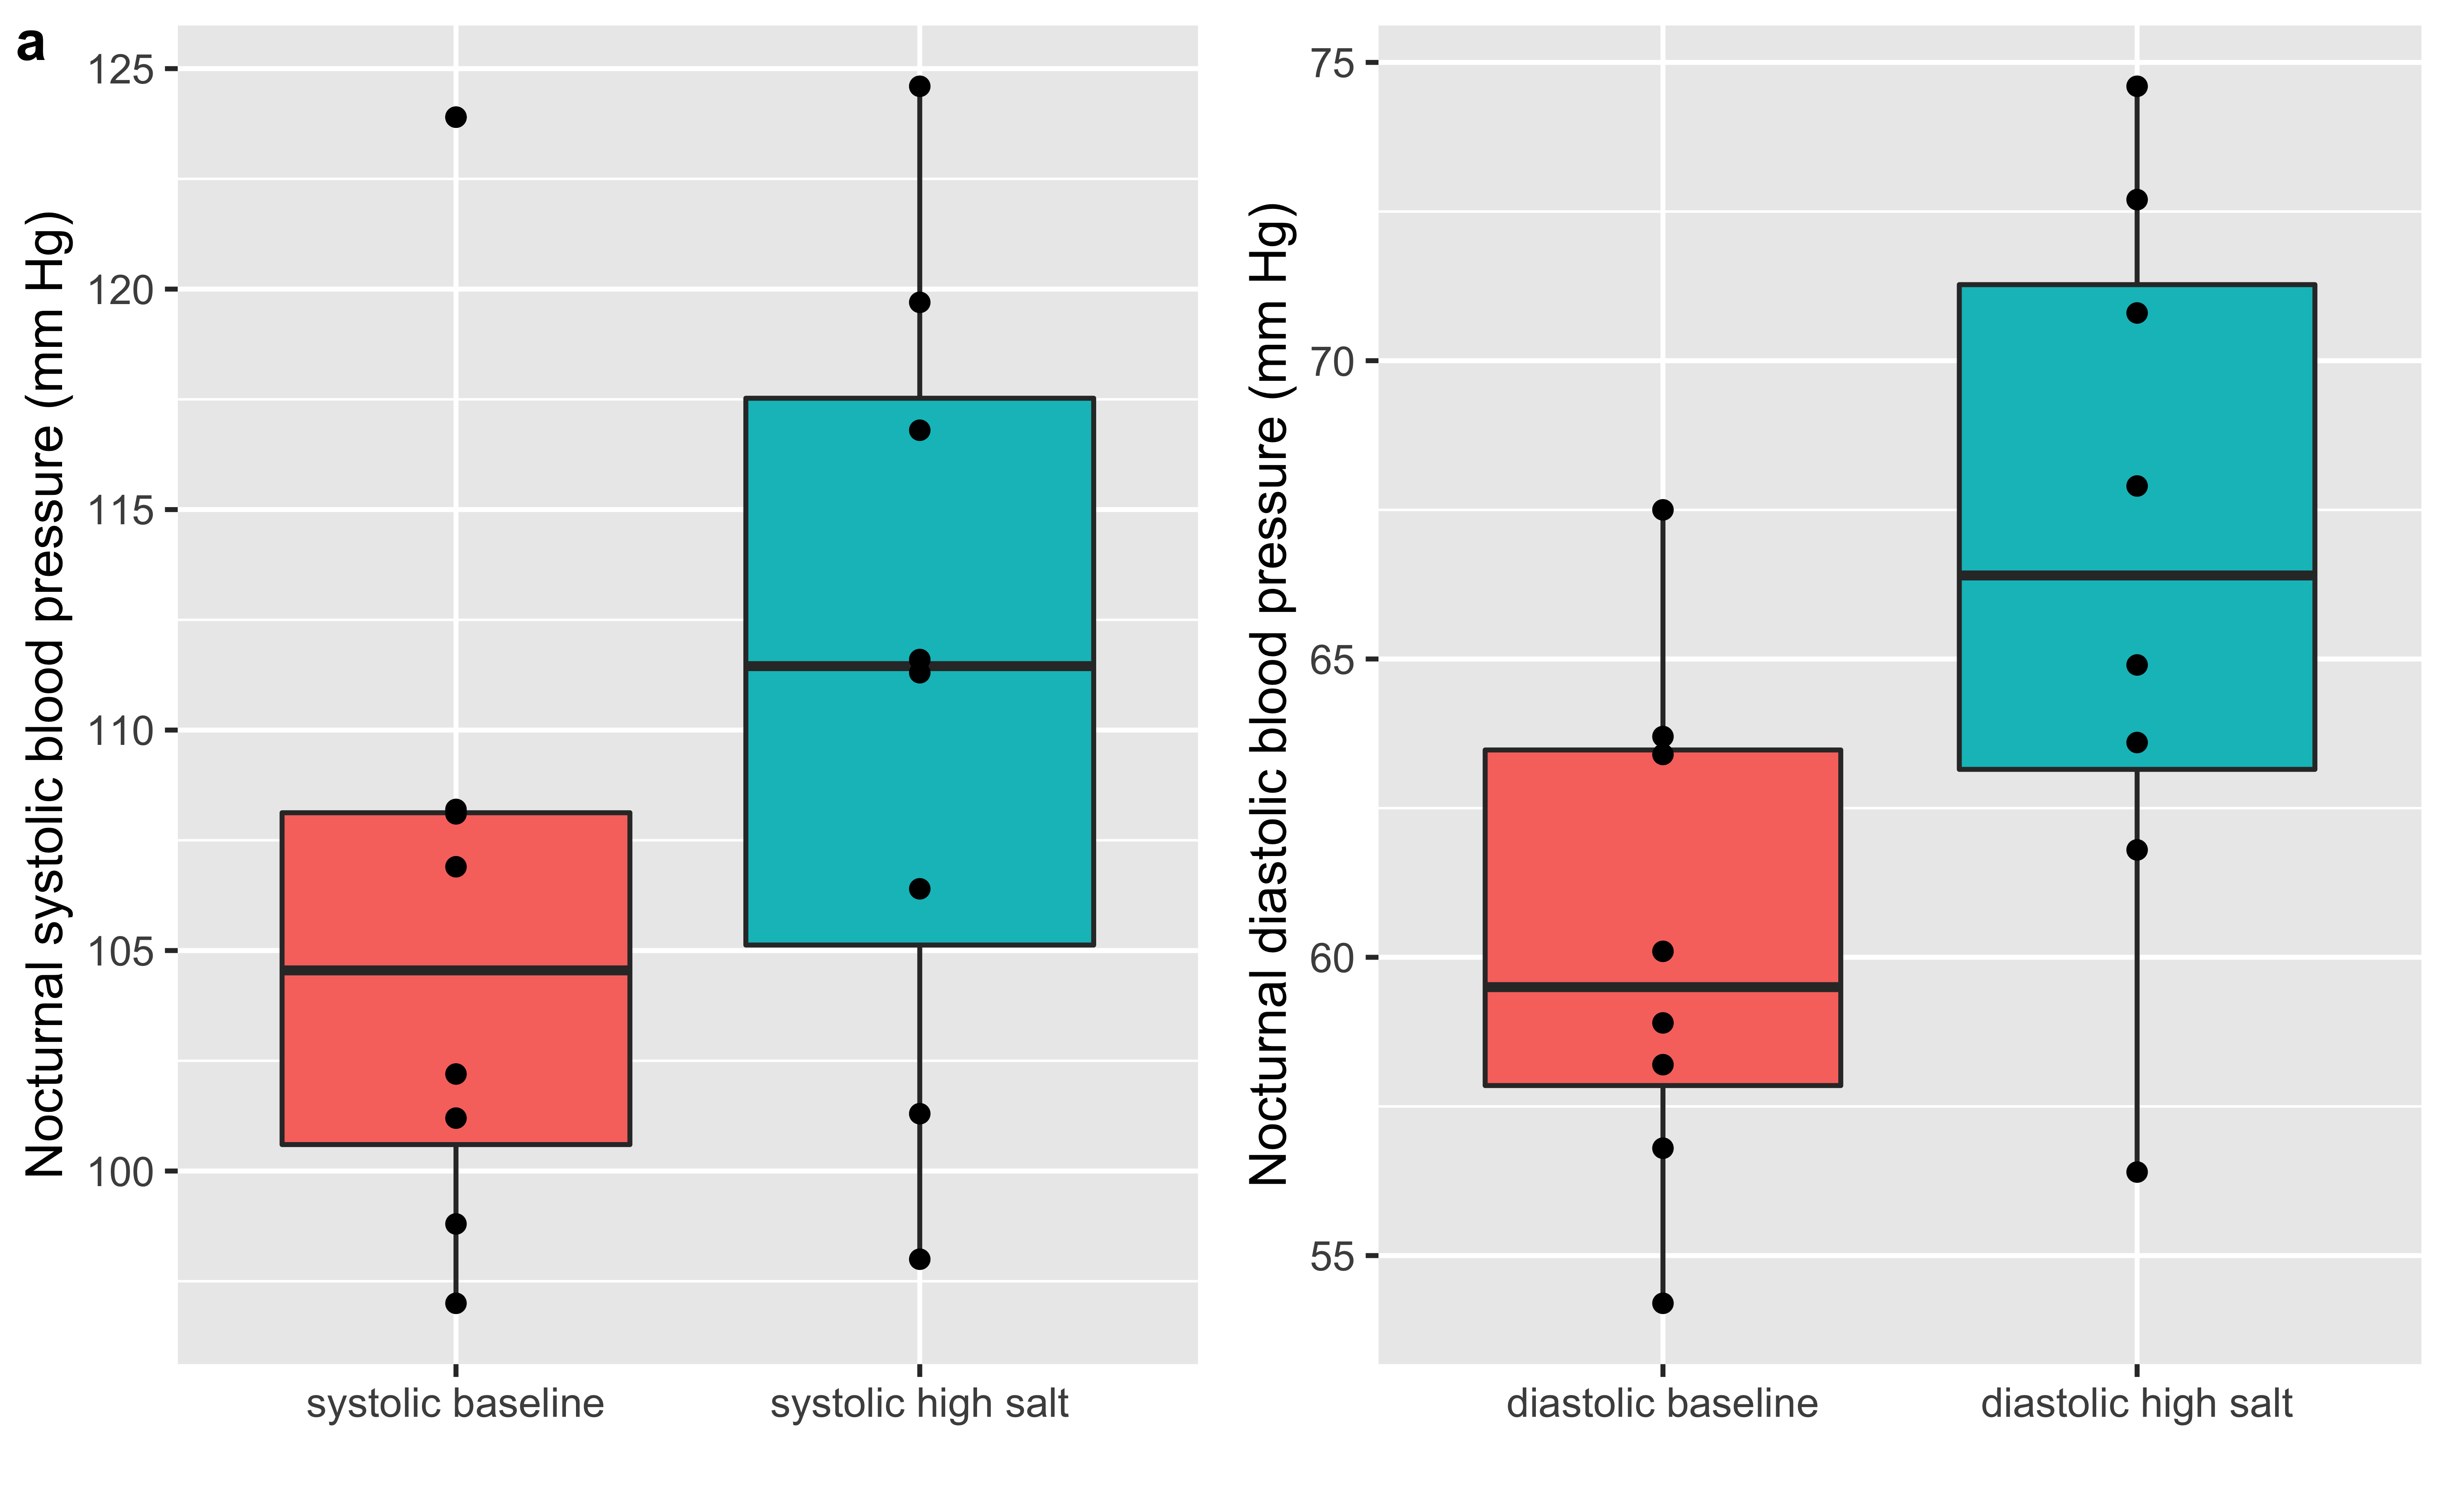 a
Nocturnal systolic blood pressure (mm Hg)
125
120
115
110
105
100
systolic baseline
systolic high salt
Nocturnal diastolic blood pressure (mm Hg)
75
70
65
60
55
diastolic baseline
diastolic high salt